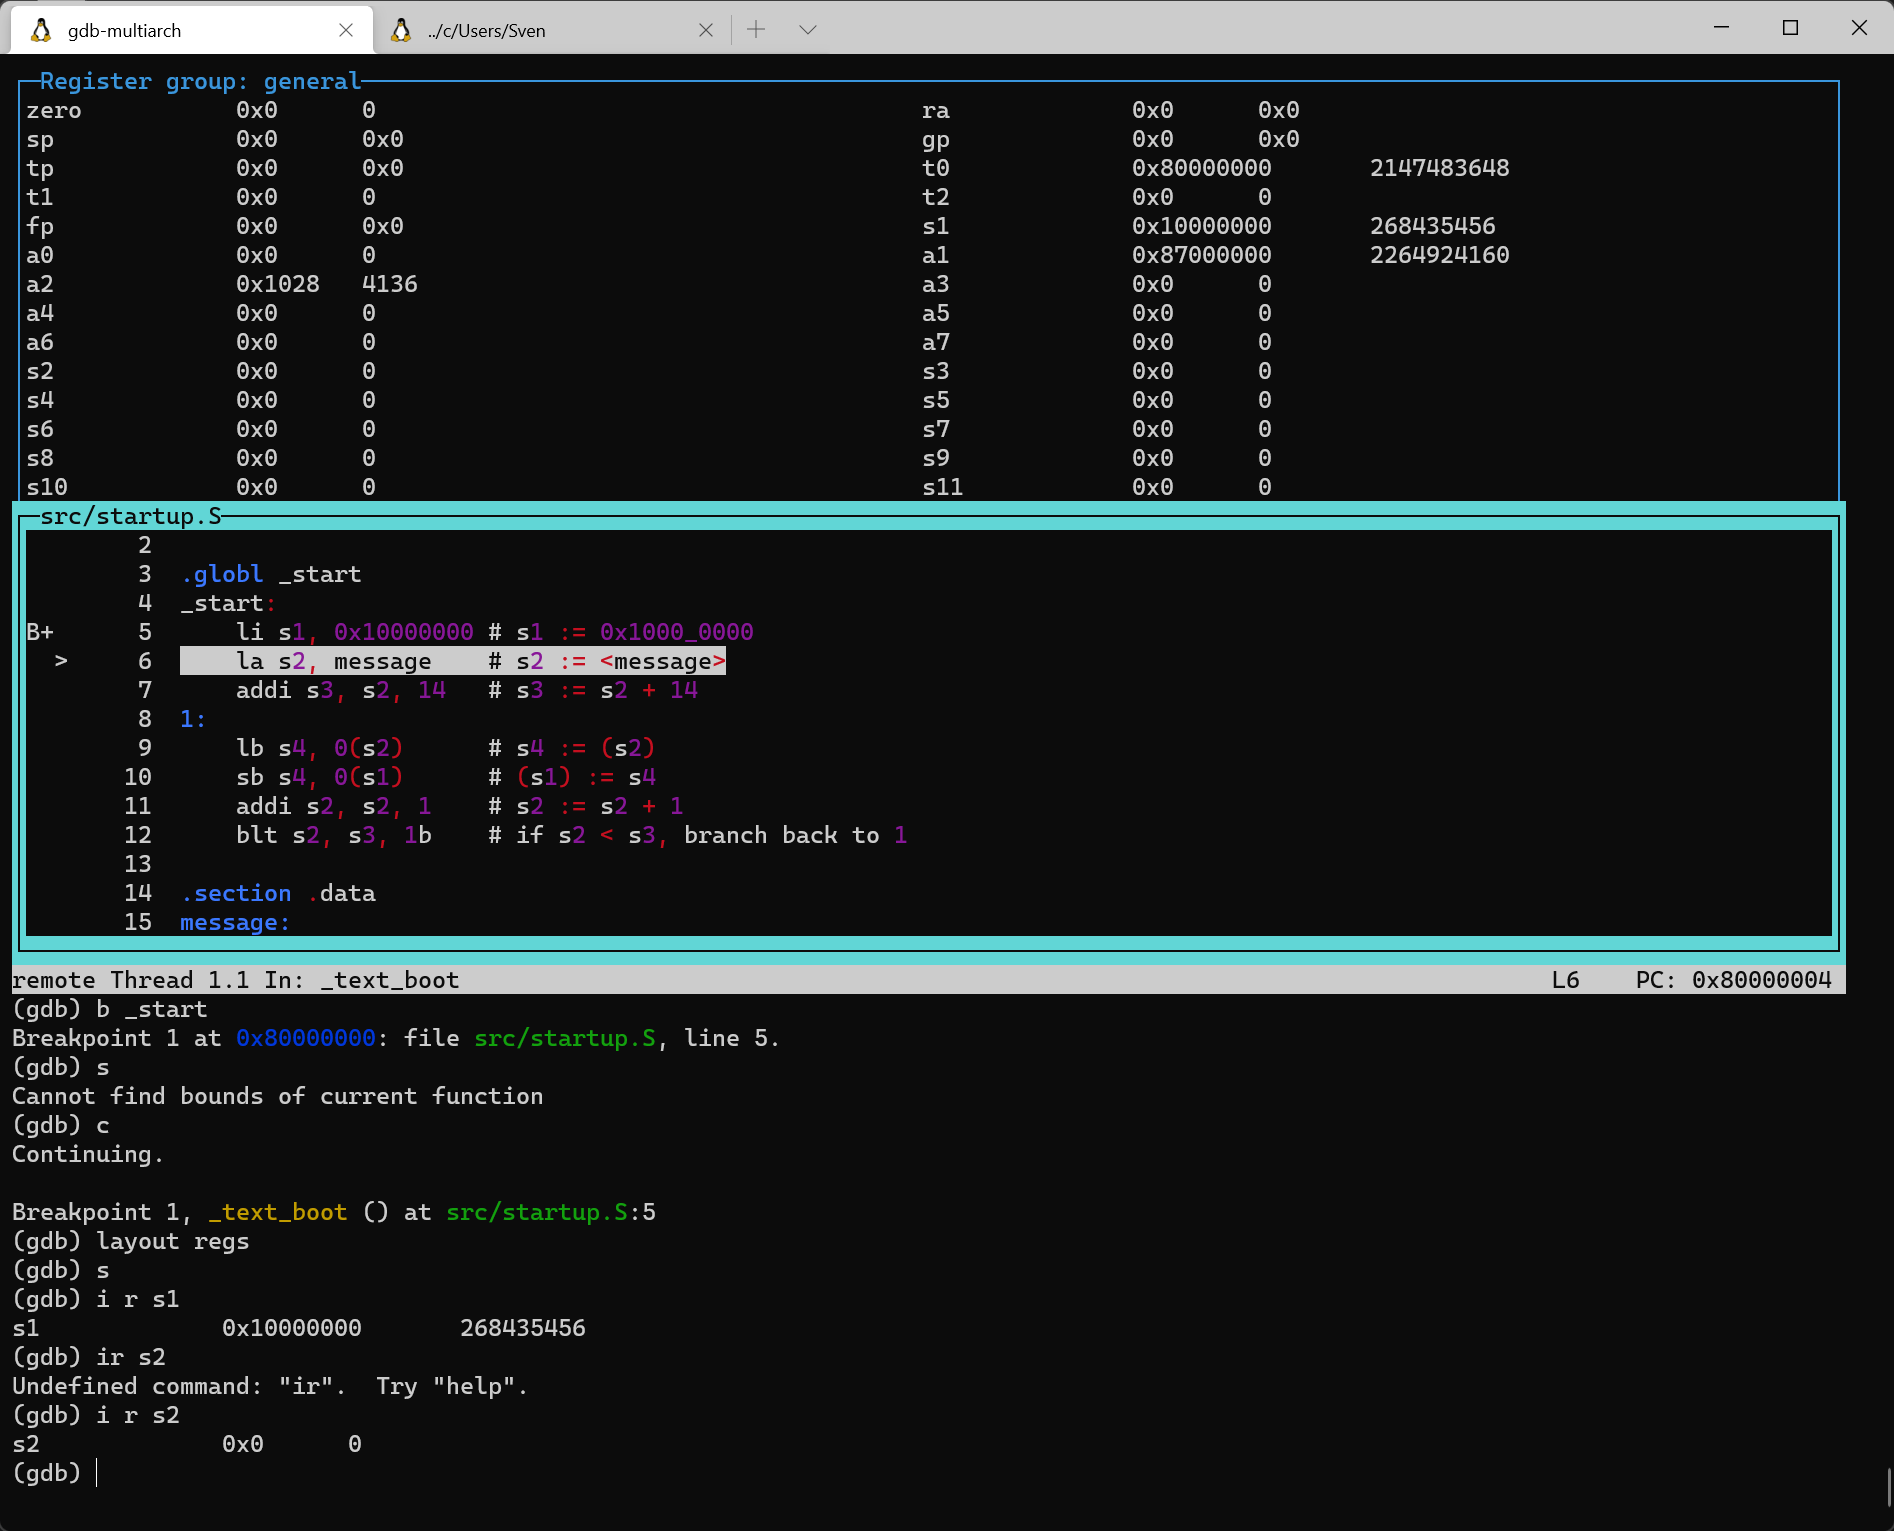 gdb-multiarch ../c/Users/Sven
Register group: general
zero 0x0 0 ra 0x0 0x0
sp 0x0 0x0 gp 0x0 0x0
tp 0x0 0x0 t0 0x80000000 2147483648
t1 0x0 0 t2 0x0 0
fp 0x0 0x0 s1 0x10000000 268435456
a0 0x0 0 a1 0x87000000 2264924160
a2 0x1028 4136 a3 0x0 0
a4 0x0 0 a5 0x0 0
a6 0x0 0 a7 0x0 0
s2 0x0 0 s3 0x0 0
s4 0x0 0 s5 0x0 0
s6 0x0 0 s7 0x0 0
s8 0x0 0 s9 0x0 0
s10 0x0 0 s11 0x0 0
src/startup.S
2
3 .globl _start
4 _start:
B+ 5 li s1, 0x10000000 # s1 := 0x1000_0000
> 6 la s2, message # s2 := <message>
7 addi s3, s2, 14 # s3 := s2 + 14
8 1:
9 lb s4, 0(s2) # s4 := (s2)
10 sb s4, 0(s1) # (s1) := s4
11 addi s2, s2, 1 # s2 := s2 + 1
12 blt s2, s3, 1b # if s2 < s3, branch back to 1
13
14 .section .data
15 message:
remote Thread 1.1 In: _text_boot L6 PC: 0x80000004
(gdb) b _start
Breakpoint 1 at 0x80000000: file src/startup.S, line 5.
(gdb) s
Cannot find bounds of current function
(gdb) c
Continuing.
Breakpoint 1, _text_boot () at src/startup.S:5
(gdb) layout regs
(gdb) s
(gdb) i r s1
s1 0x10000000 268435456
(gdb) ir s2
Undefined command: "ir". Try "help".
(gdb) i r s2
s2 0x0 0
(gdb)